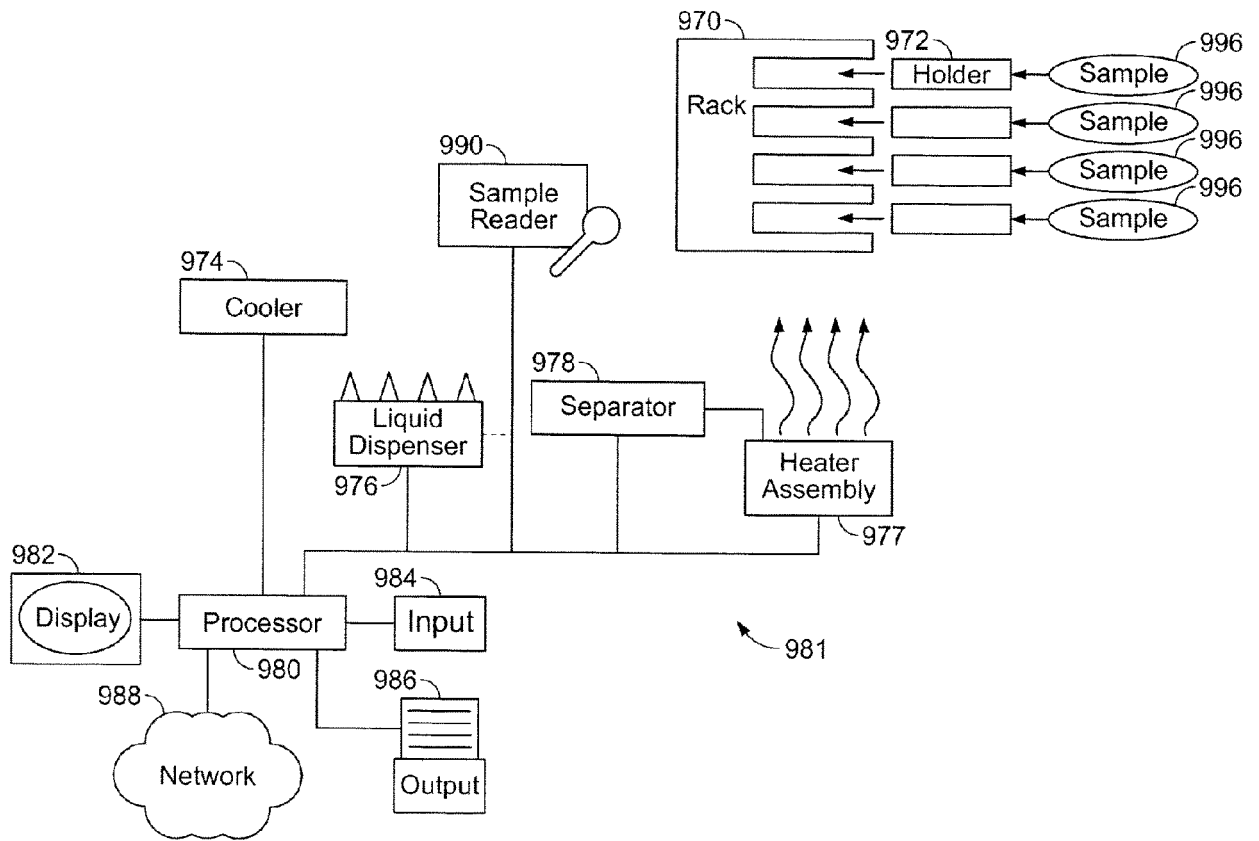 970
972
996
Holder
Sample
996
Rack
Sample
996
990
Sample
996
Sample
Reader
Sample
974
Cooler
978
Separator
Liquid
Dispenser
976
Heater
Assembly
977
982
984
Display
Processor
Input
981
980
986
988
Network
Output